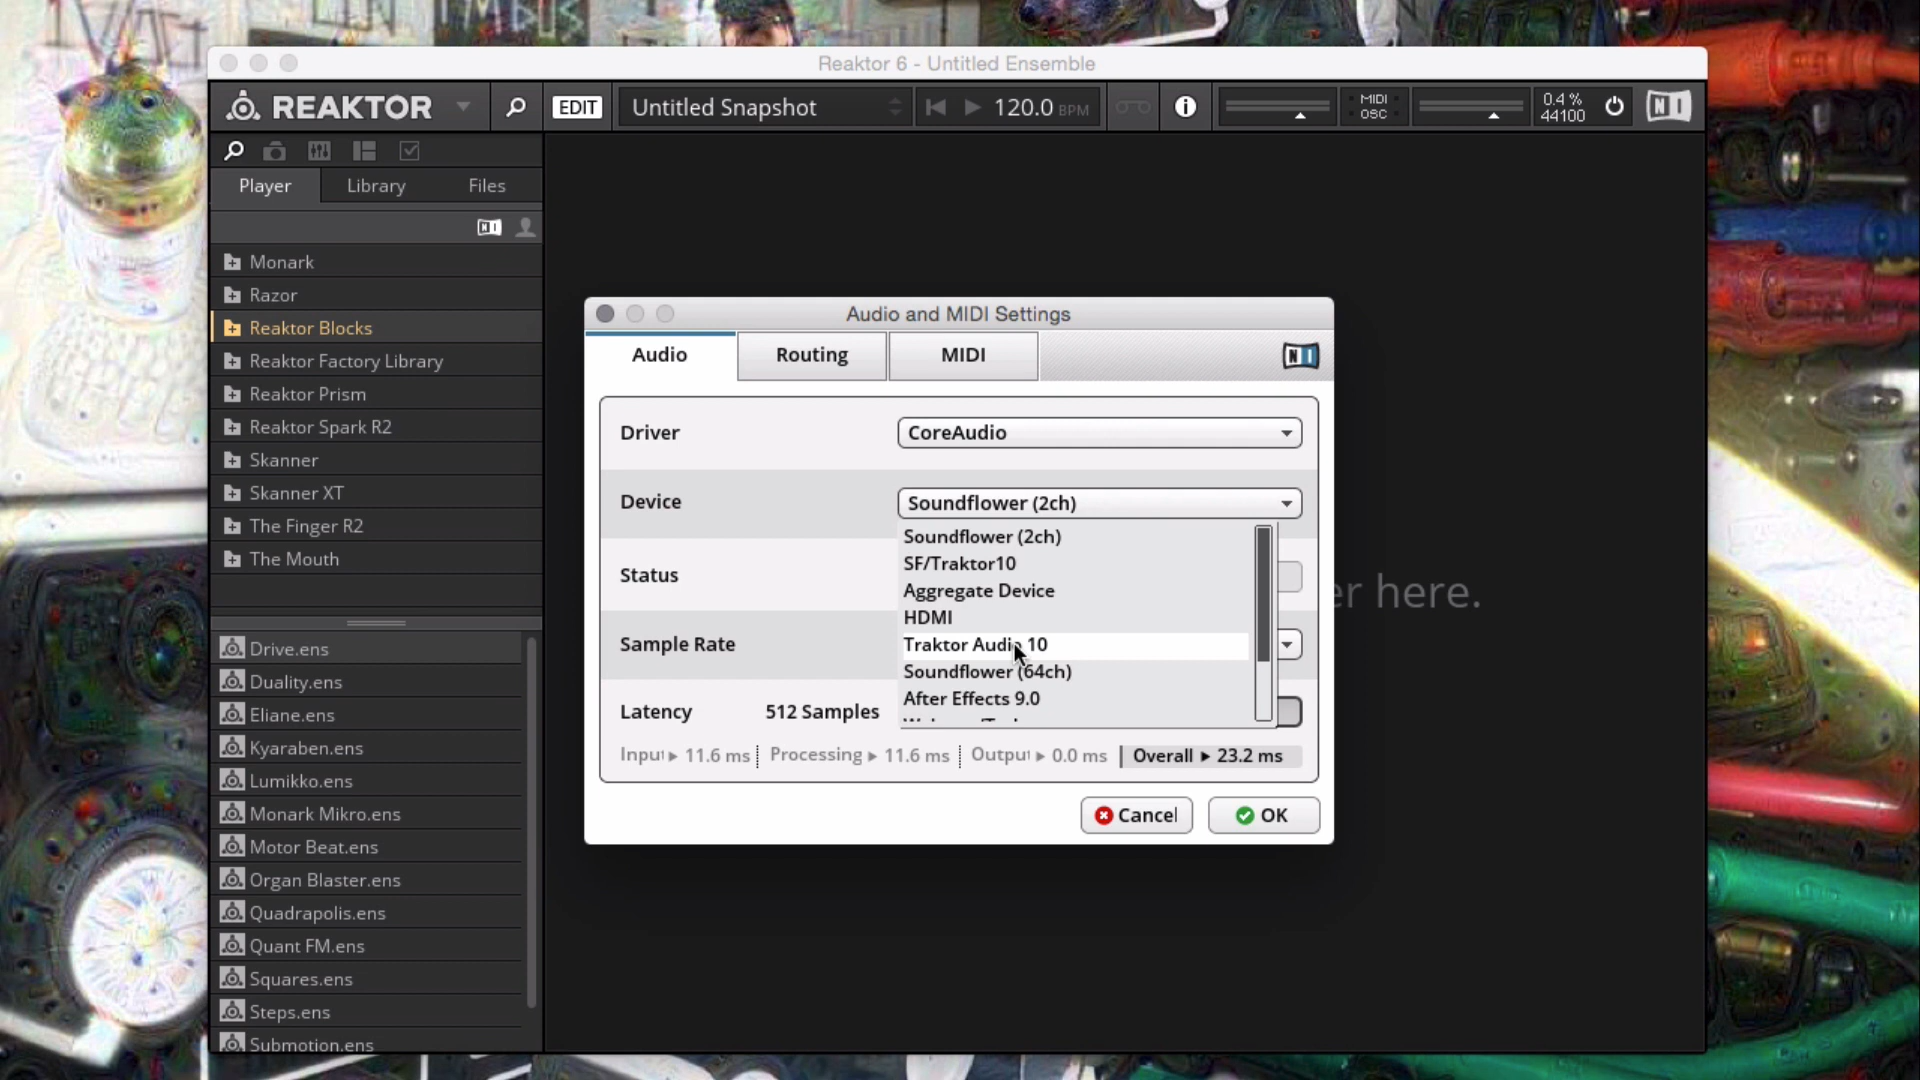 Reaktor 6 - Untitled Ensemble
REAKTOR
EDIT
Untitled Snapshot
120.0 BPM
MIDI
OSC
0.4 %
44100
Player
Library
Files
Monark
Razor
Reaktor Blocks
Reaktor Factory Library
Reaktor Prism
Reaktor Spark R2
Skanner
Skanner XT
The Finger R2
The Mouth
Drive.ens
Duality.ens
Eliane.ens
Kyaraben.ens
Lumikko.ens
Monark Mikro.ens
Motor Beat.ens
Organ Blaster.ens
Quadrapolis.ens
Quant FM.ens
Squares.ens
Steps.ens
Submotion.ens
er here.
Audio and MIDI Settings
Audio
Routing
MIDI
Driver
CoreAudio
Device
Soundflower (2ch)
Soundflower (2ch)
SF/Traktor10
Aggregate Device
HDMI
Traktor Audio 10
Soundflower (64ch)
After Effects 9.0
Status
Sample Rate
Latency 512 Samples
Input 11.6 ms Processing 11.6 ms Output 0.0 ms Overall 23.2 ms
Cancel
OK